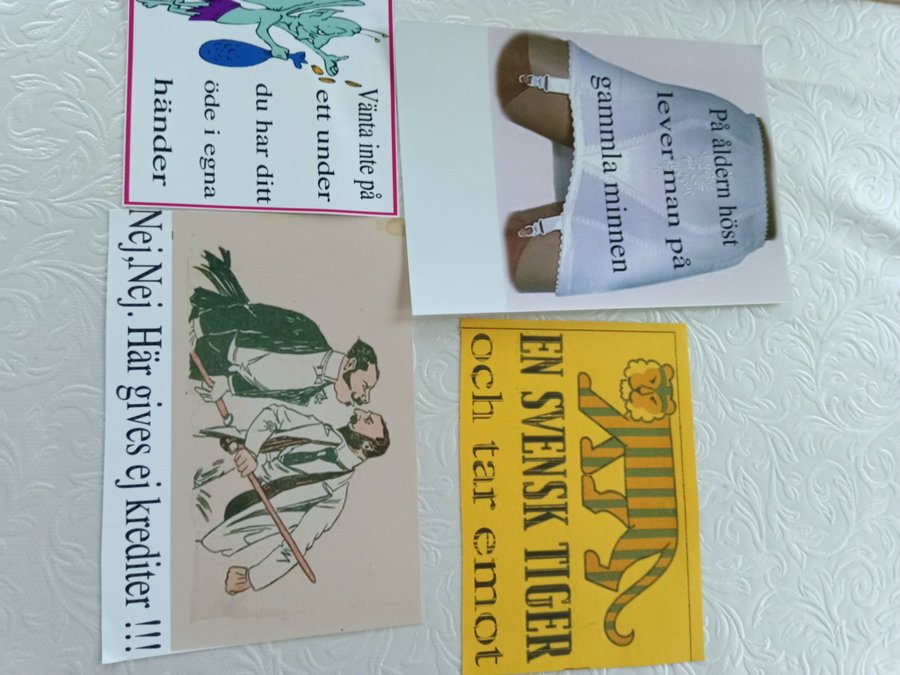 Vänta inte på
ett under
du har ditt
öde i egna
händer
På åldern höst
lever man på
gammla minnen
Nej,Nej. Här gives ej krediter !!!
EN SVENSK TIGER
och tar emot